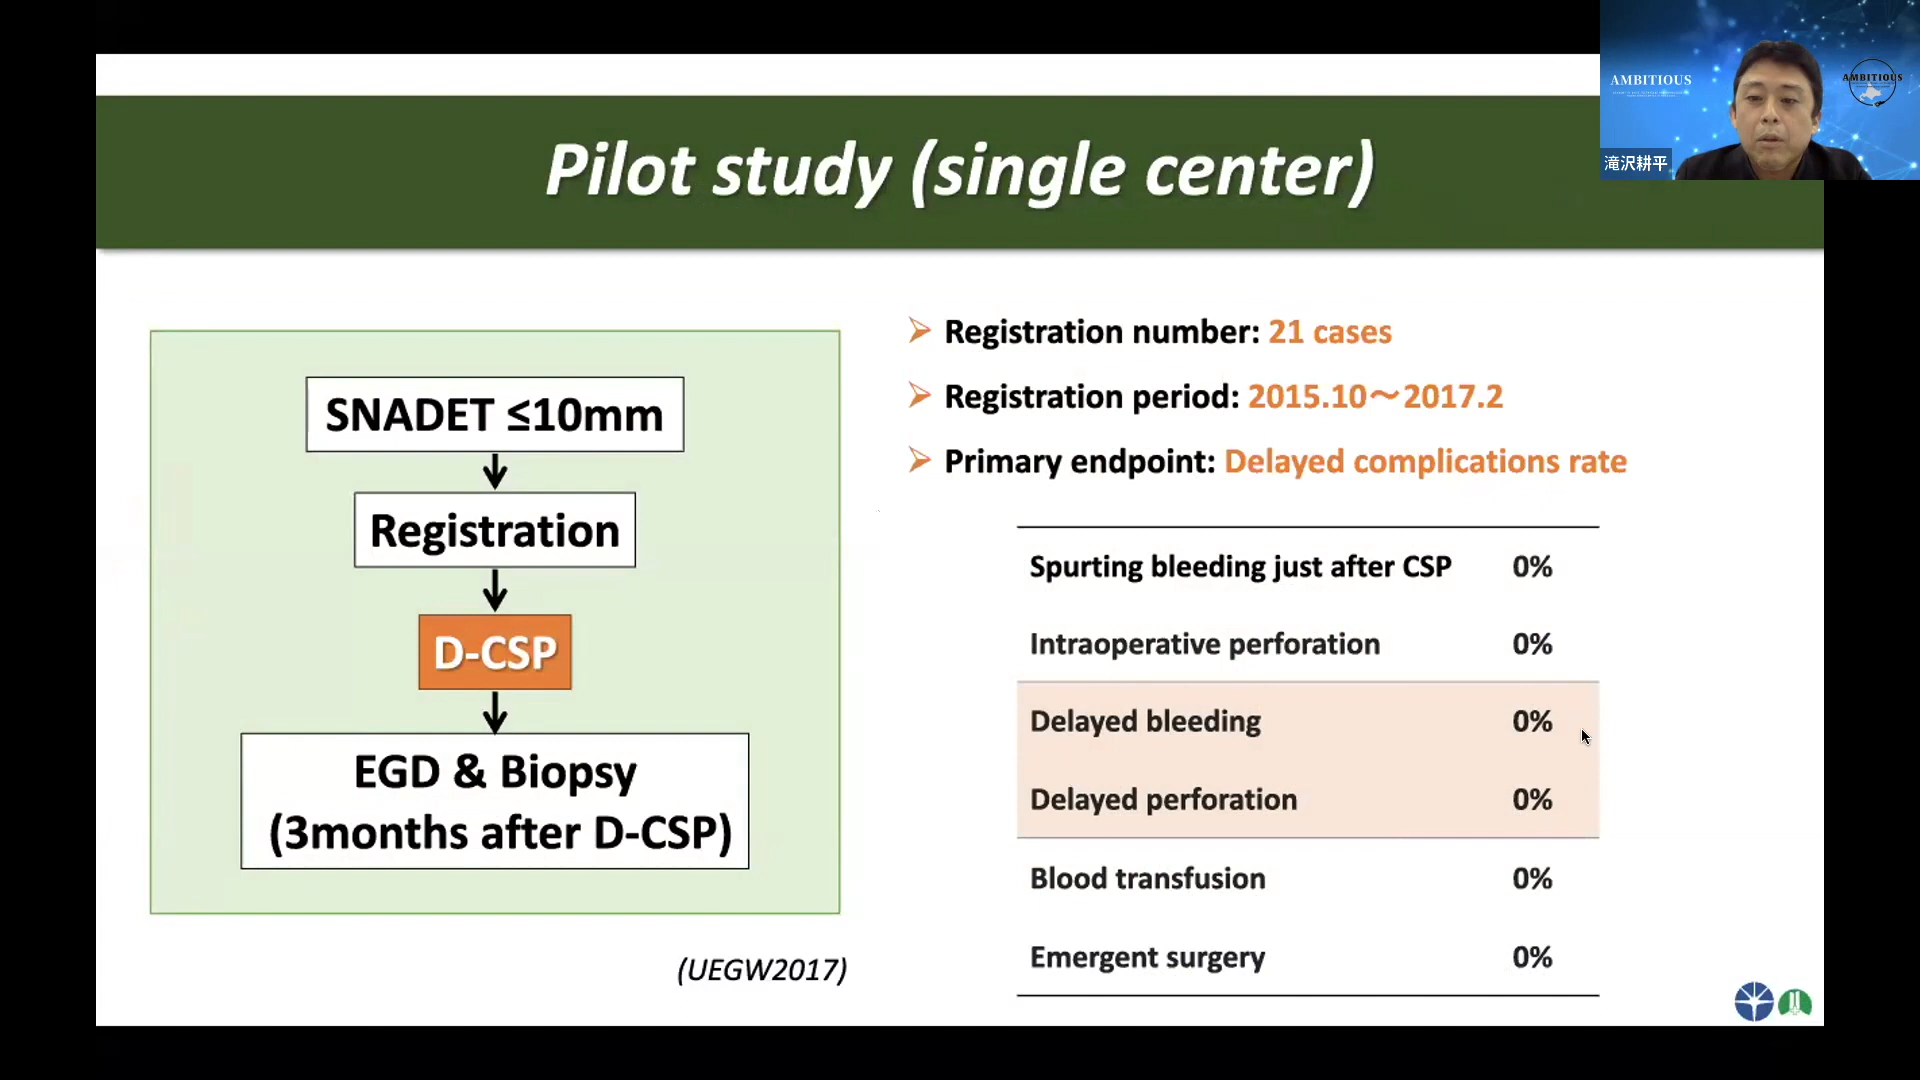 Pilot study (single center)
AMBITIOUS
AMBITIOUS
滝沢耕平
SNADET ≤10mm
Registration
D-CSP
EGD & Biopsy
(3months after D-CSP)
(UEGW2017)
Registration number: 21 cases
Registration period: 2015.10～2017.2
Primary endpoint: Delayed complications rate
Spurting bleeding just after CSP 0%
Intraoperative perforation 0%
Delayed bleeding 0%
Delayed perforation 0%
Blood transfusion 0%
Emergent surgery 0%